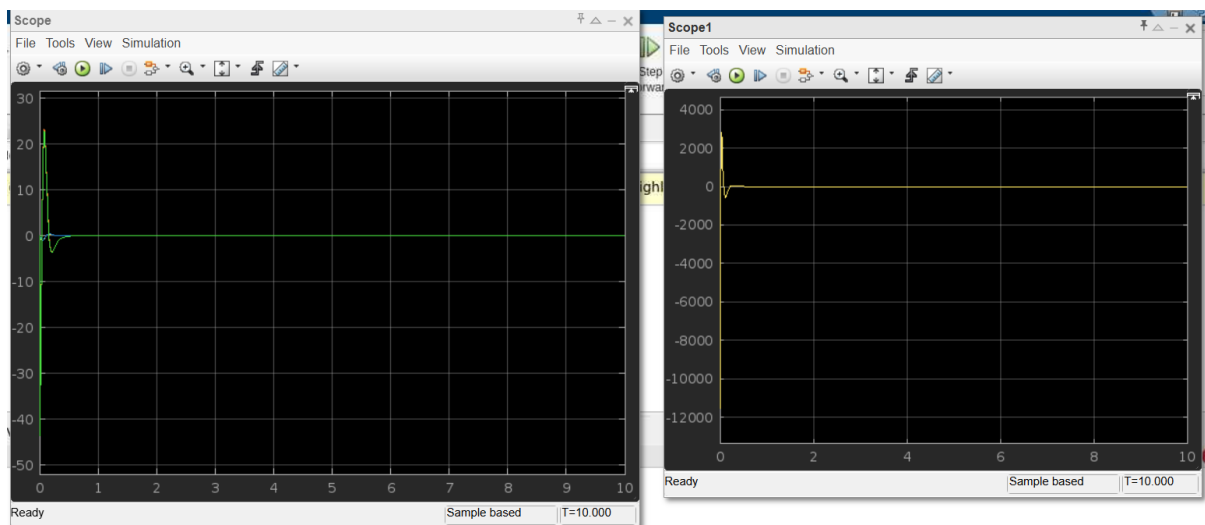 Scope
File Tools View Simulation
30
20
10
0
-10
-20
-30
-40
-50
0 1 2 3 4 5 6 7 8 9 10
Ready
Sample based
T=10.000
Step
Scope1
File Tools View Simulation
4000
2000
0
-2000
-4000
-6000
-8000
-10000
-12000
0 2 4 6 8 10
Ready
Sample based
T=10.000